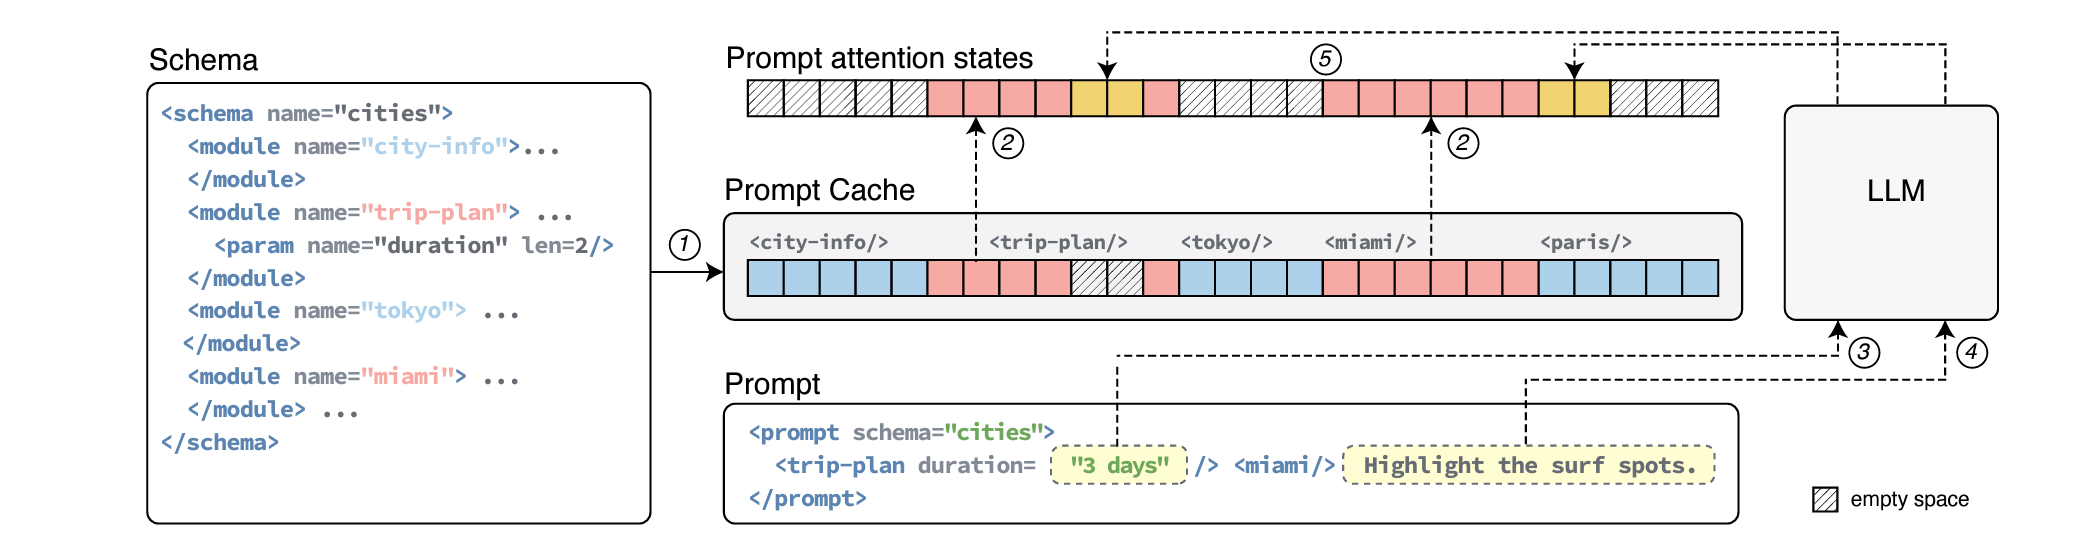 Schema
<schema name="cities">
<module name="city-info">...
</module>
<module name="trip-plan"> ...
<param name="duration" len=2/>
</module>
<module name="tokyo"> ...
</module>
<module name="miami"> ...
</module> ...
</schema>
1
Prompt attention states
5
2
2
Prompt Cache
<city-info/> <trip-plan/> <tokyo/> <miami/> <paris/>
LLM
3
4
Prompt
<prompt schema="cities">
<trip-plan duration= "3 days" /> <miami/> Highlight the surf spots.
</prompt>
empty space